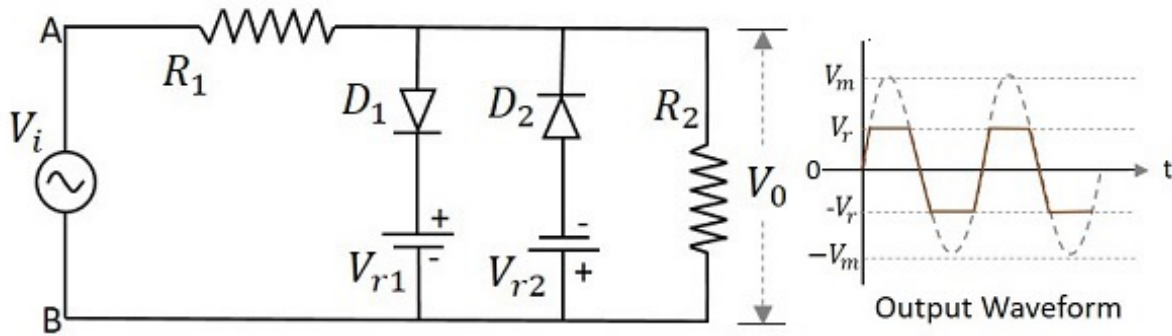 A
R₁
Vᵢ
D₁
D₂
R₂
V₀
+
-
Vᵣ₁
-
+
Vᵣ₂
B
Vₘ
Vᵣ
0
t
-Vᵣ
−Vₘ
Output Waveform